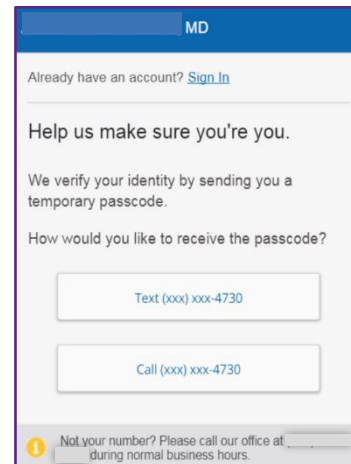 MD
Already have an account? Sign In
Help us make sure you're you.
We verify your identity by sending you a
temporary passcode.
How would you like to receive the passcode?
Text (xxx) xxx-4730
Call (xxx) xxx-4730
Not your number? Please call our office at
during normal business hours.